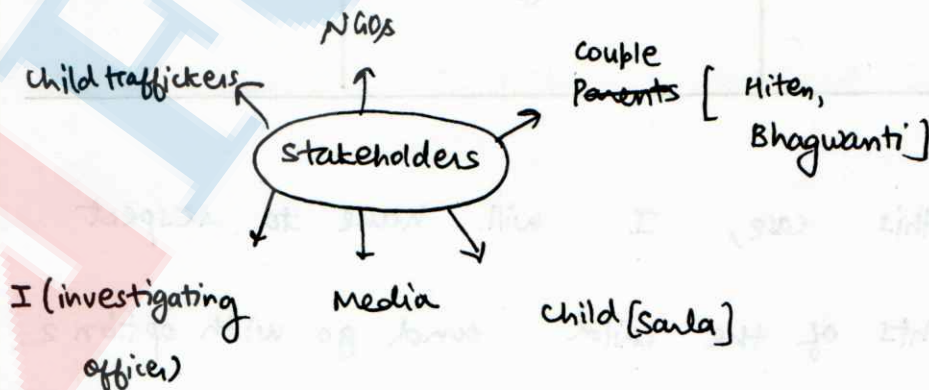 NGOs
Child traffickers
Couple
Parents [ Hiten,
Bhagwanti ]
Stakeholders
I (investigating
officer)
Media
Child [Sarla]